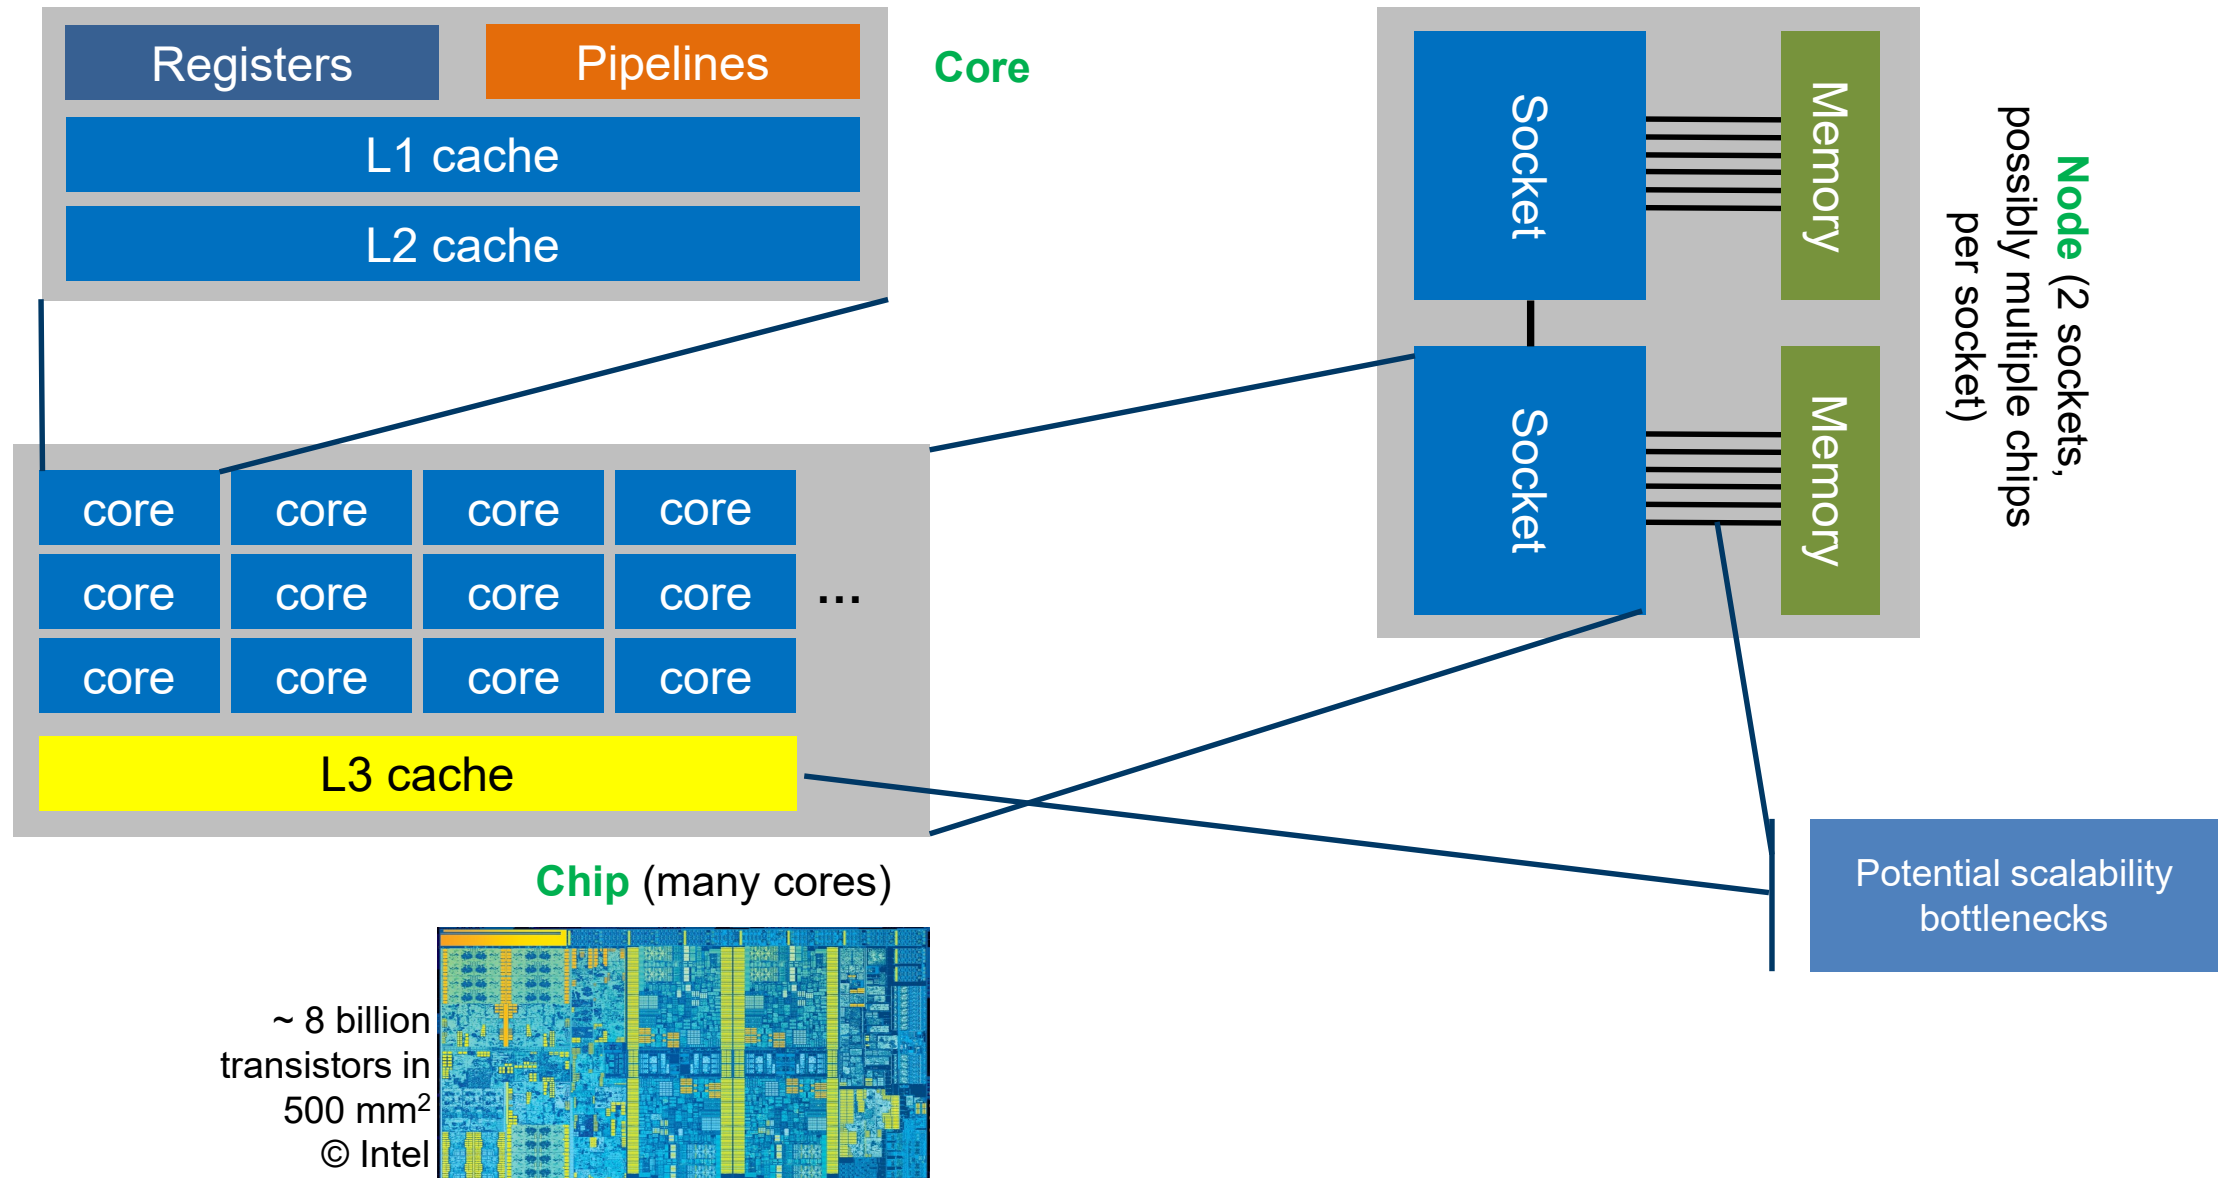 Registers
Pipelines
Core
L1 cache
L2 cache
core core core core
core core core core ...
core core core core
L3 cache
Chip (many cores)
~ 8 billion
transistors in
500 mm²
© Intel
Socket
Memory
Socket
Memory
Node (2 sockets,
possibly multiple chips
per socket)
Potential scalability
bottlenecks